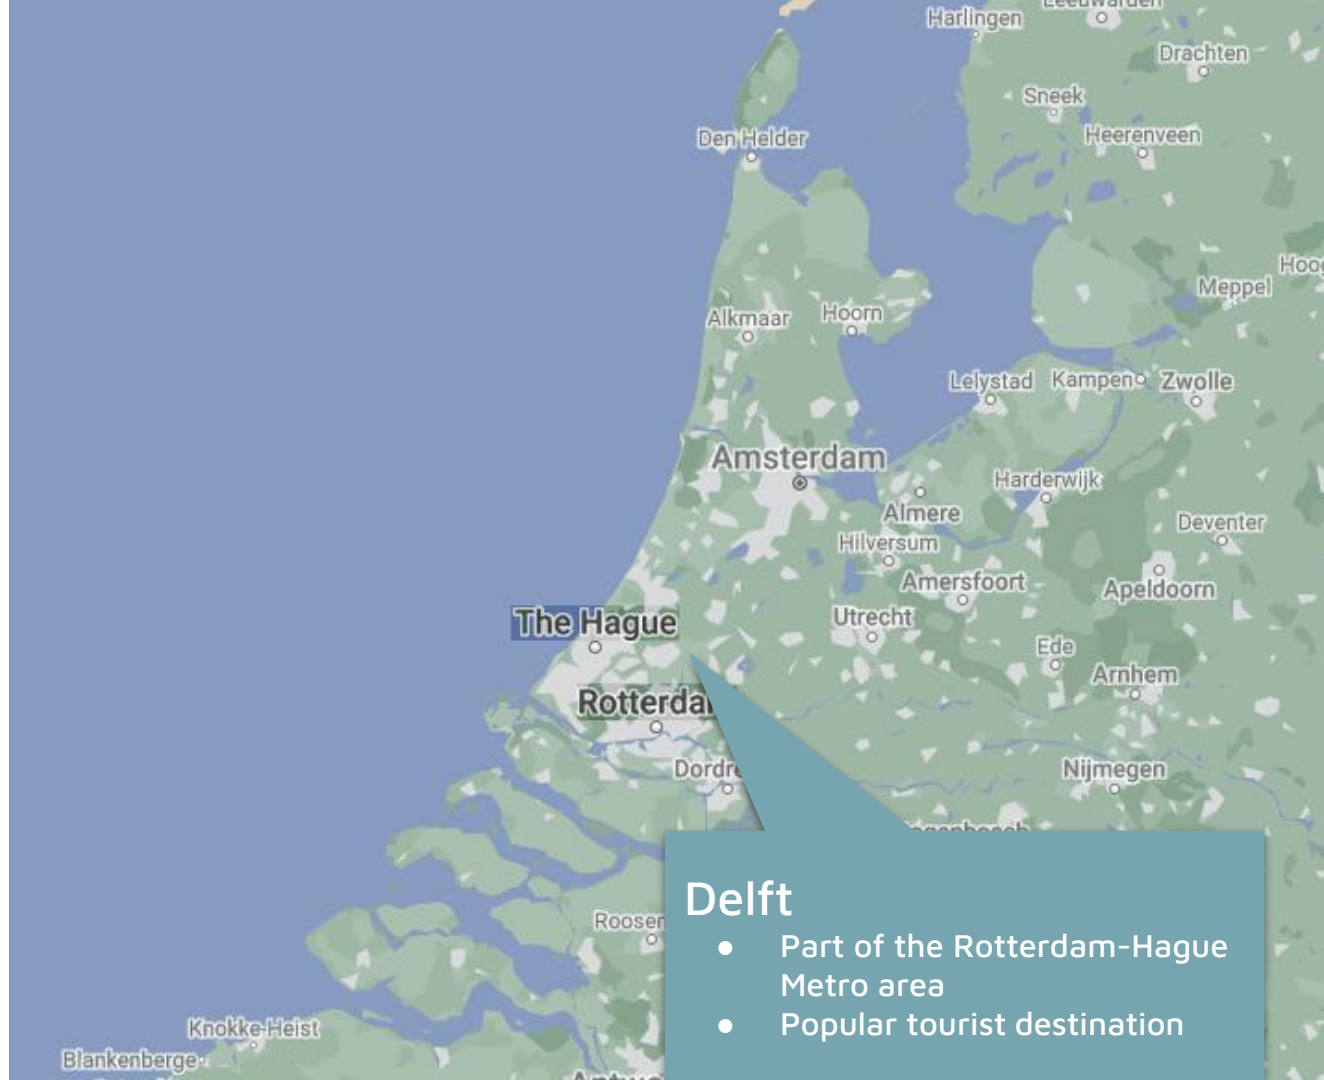 Harlingen
Drachten
Sneek
Heerenveen
Den Helder
Meppel
Alkmaar
Hoorn
Lelystad
Kampen
Zwolle
Amsterdam
Harderwijk
Almere
Deventer
Hilversum
Amersfoort
Apeldoorn
The Hague
Utrecht
Ede
Arnhem
Nijmegen
Delft
● Part of the Rotterdam-Hague
Metro area
● Popular tourist destination
Knokke-Heist
Blankenberge